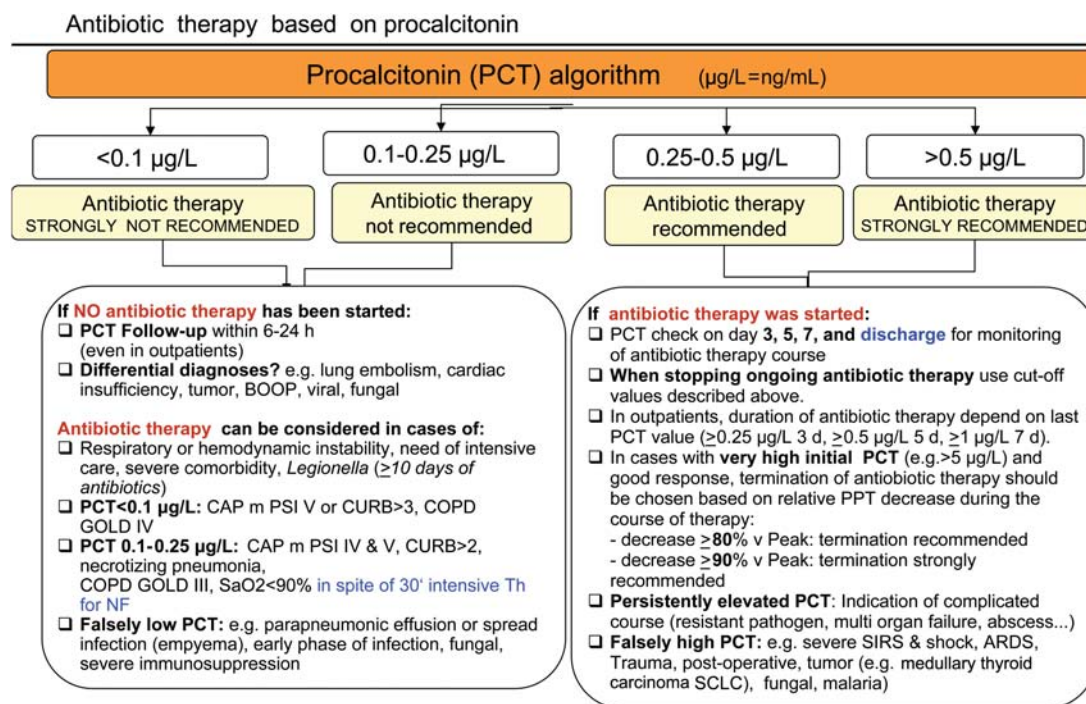 Antibiotic therapy based on procalcitonin
Procalcitonin (PCT) algorithm (µg/L=ng/mL)
<0.1 µg/L
0.1-0.25 µg/L
0.25-0.5 µg/L
>0.5 µg/L
Antibiotic therapy
STRONGLY NOT RECOMMENDED
Antibiotic therapy
not recommended
Antibiotic therapy
recommended
Antibiotic therapy
STRONGLY RECOMMENDED
If NO antibiotic therapy has been started:
❑ PCT Follow-up within 6-24 h
(even in outpatients)
❑ Differential diagnoses? e.g. lung embolism, cardiac
insufficiency, tumor, BOOP, viral, fungal
Antibiotic therapy can be considered in cases of:
❑ Respiratory or hemodynamic instability, need of intensive
care, severe comorbidity, Legionella (≥10 days of
antibiotics)
❑ PCT<0.1 µg/L: CAP m PSI V or CURB>3, COPD
GOLD IV
❑ PCT 0.1-0.25 µg/L: CAP m PSI IV & V, CURB>2,
necrotizing pneumonia,
COPD GOLD III, SaO2<90% in spite of 30‘ intensive Th
for NF
❑ Falsely low PCT: e.g. parapneumonic effusion or spread
infection (empyema), early phase of infection, fungal,
severe immunosuppression
If antibiotic therapy was started:
❑ PCT check on day 3, 5, 7, and discharge for monitoring
of antibiotic therapy course
❑ When stopping ongoing antibiotic therapy use cut-off
values described above.
❑ In outpatients, duration of antibiotic therapy depend on last
PCT value (≥0.25 µg/L 3 d, ≥0.5 µg/L 5 d, ≥1 µg/L 7 d).
❑ In cases with very high initial PCT (e.g.>5 µg/L) and
good response, termination of antiobiotic therapy should
be chosen based on relative PPT decrease during the
course of therapy:
- decrease ≥80% v Peak: termination recommended
- decrease ≥90% v Peak: termination strongly
recommended
❑ Persistently elevated PCT: Indication of complicated
course (resistant pathogen, multi organ failure, abscess...)
❑ Falsely high PCT: e.g. severe SIRS & shock, ARDS,
Trauma, post-operative, tumor (e.g. medullary thyroid
carcinoma SCLC), fungal, malaria)